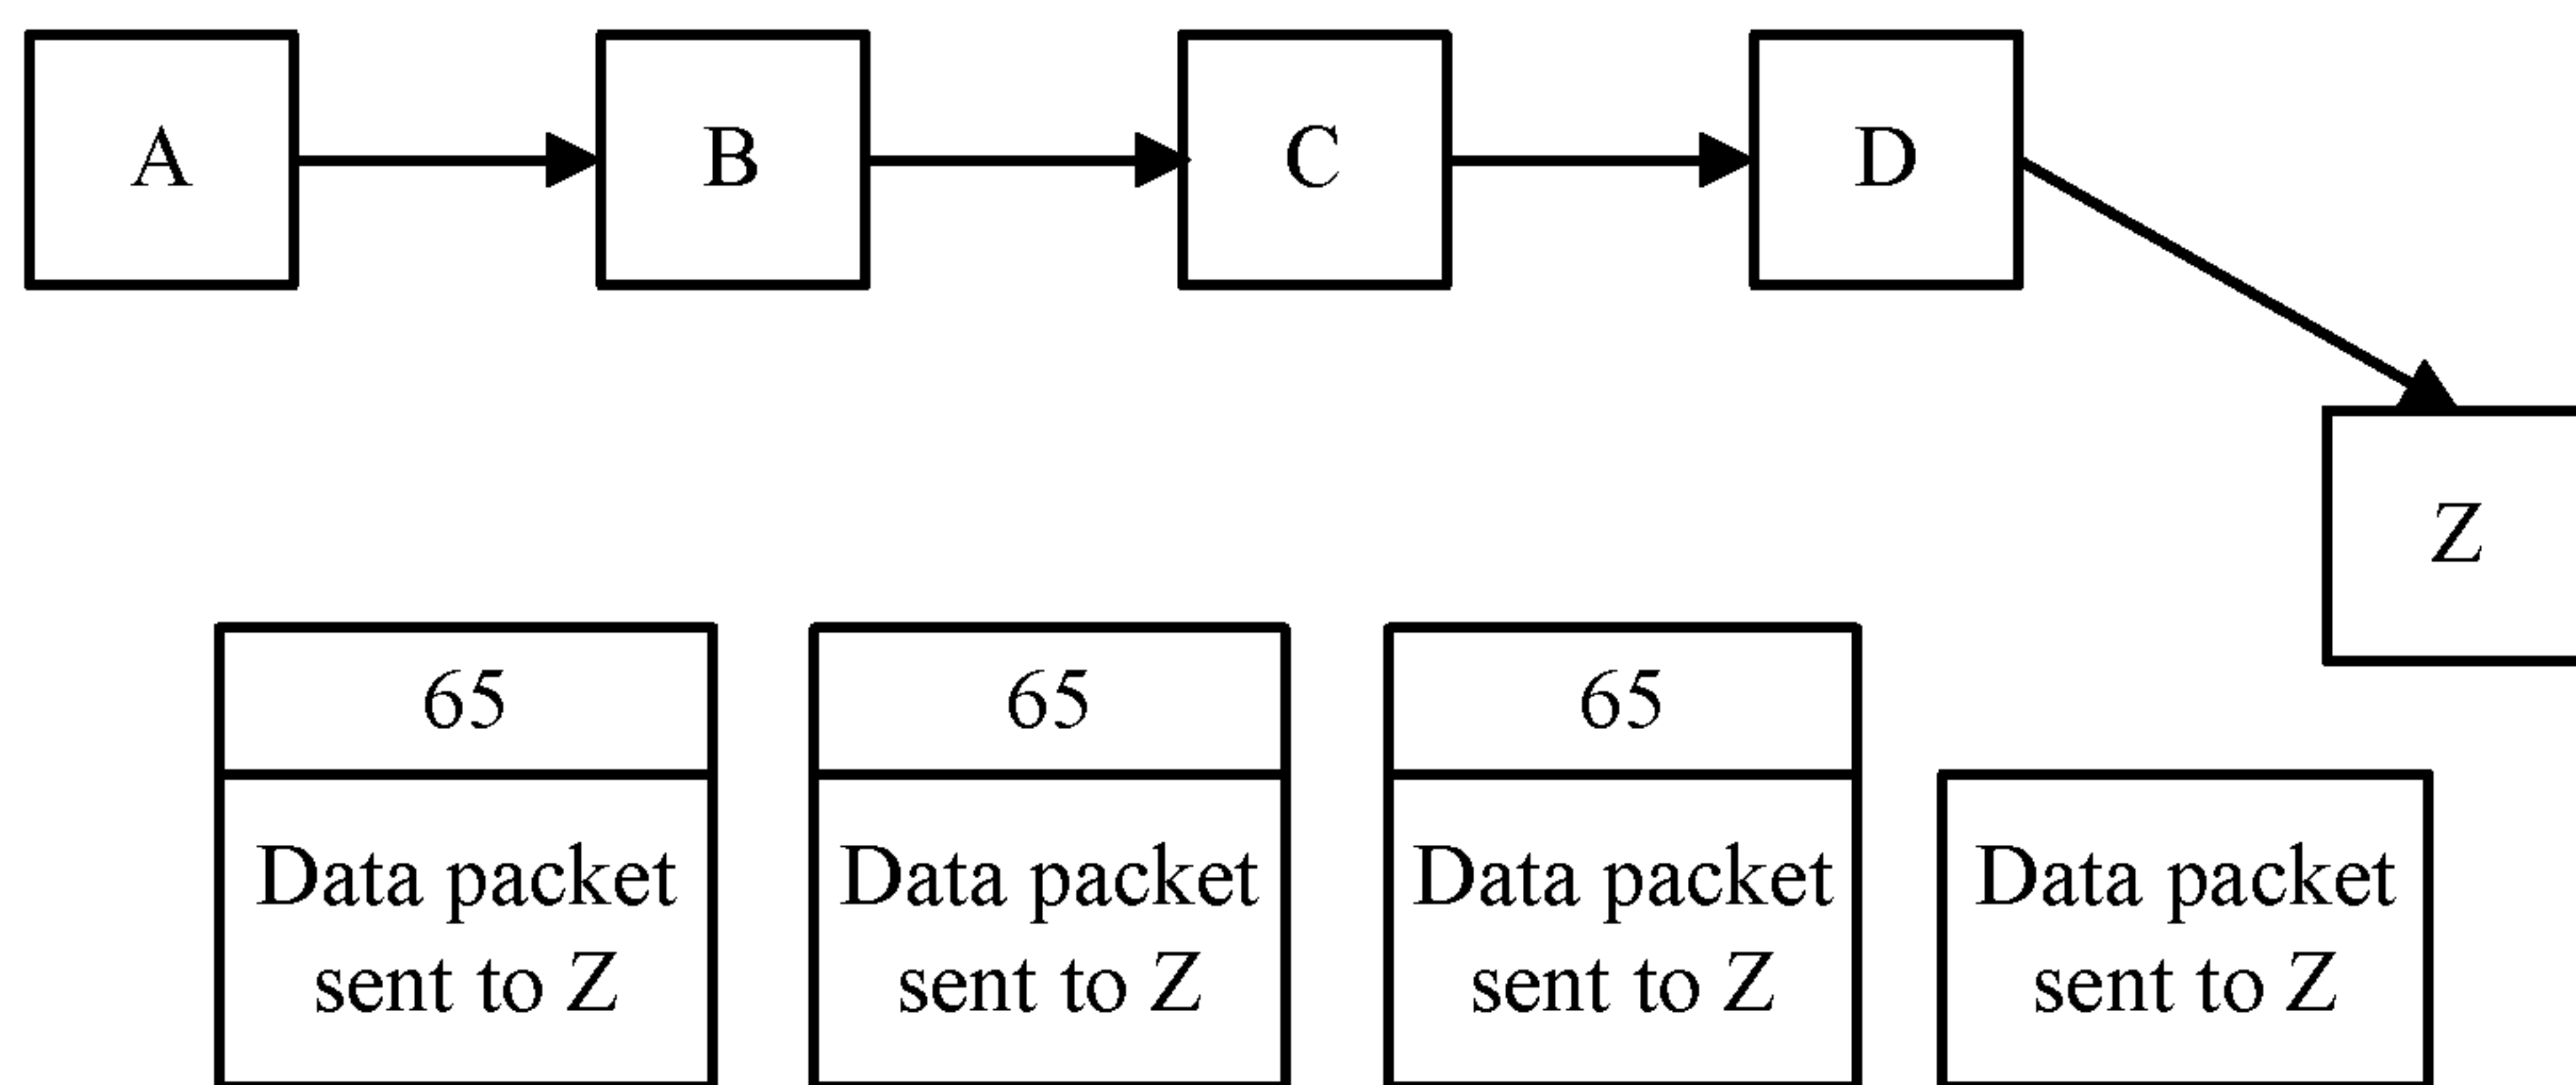 A
B
C
D
Z
65
65
65
Data packet
sent to Z
Data packet
sent to Z
Data packet
sent to Z
Data packet
sent to Z